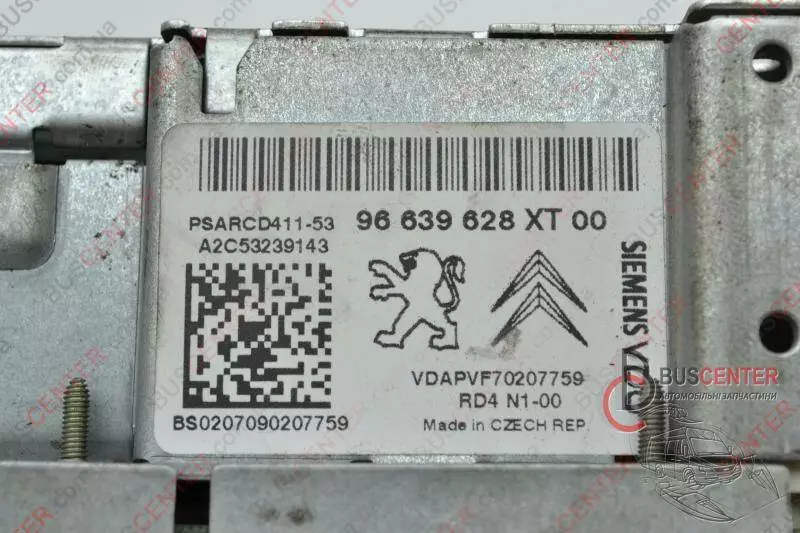 PSARCD411-53 96 639 628 XT 00
A2C53239143
SIEMENS VDO
VDAPVF70207759
RD4 N1-00
BS0207090207759 Made in CZECH REP.
BUSCENTER
АВТОМОБІЛЬНІ ЗАПЧАСТИНИ